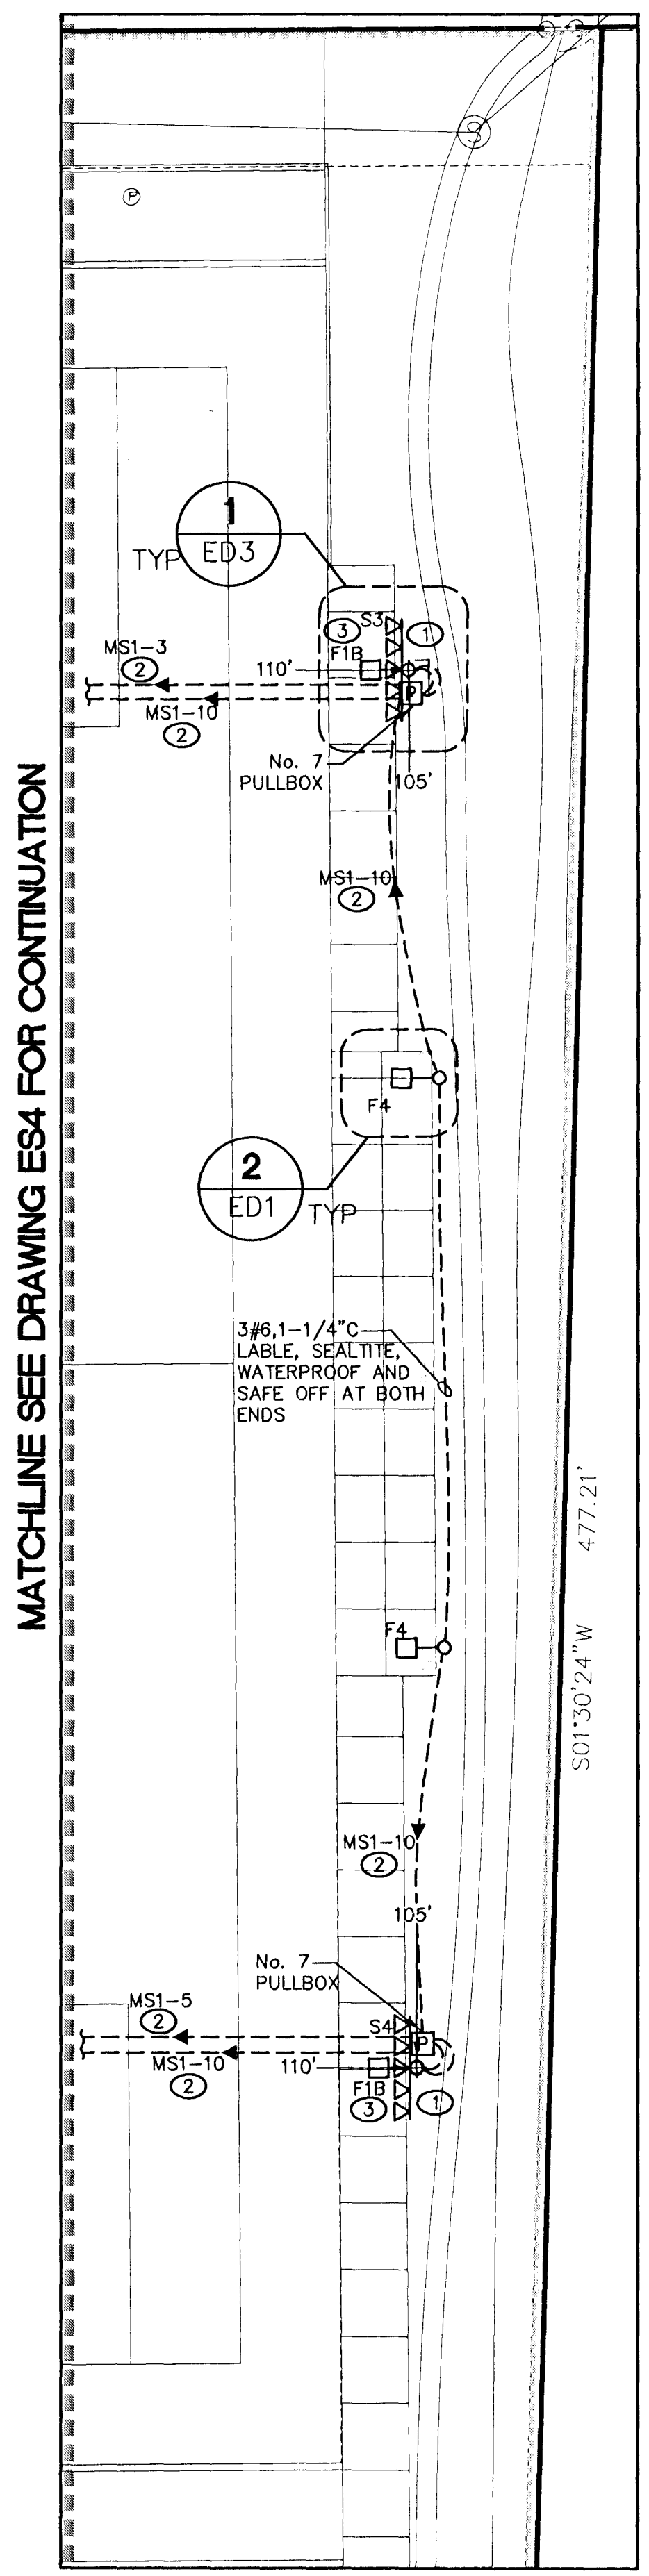 MATCHLINE SEE DRAWING ES4 FOR CONTINUATION
P
1
ED3
TYP
3
S3
1
F1B
MS1-3
2
110'
P
MS1-10
2
No. 7
PULLBOX
105'
MS1-10
2
F4
2
ED1
TYP
3#6,1-1/4"C
LABLE, SEALTITE,
WATERPROOF AND
SAFE OFF AT BOTH
ENDS
477.21'
S01°30'24"W
F4
MS1-10
2
105'
No. 7
PULLBOX
MS1-5
2
S4
P
MS1-10
2
110'
F1B
3
1